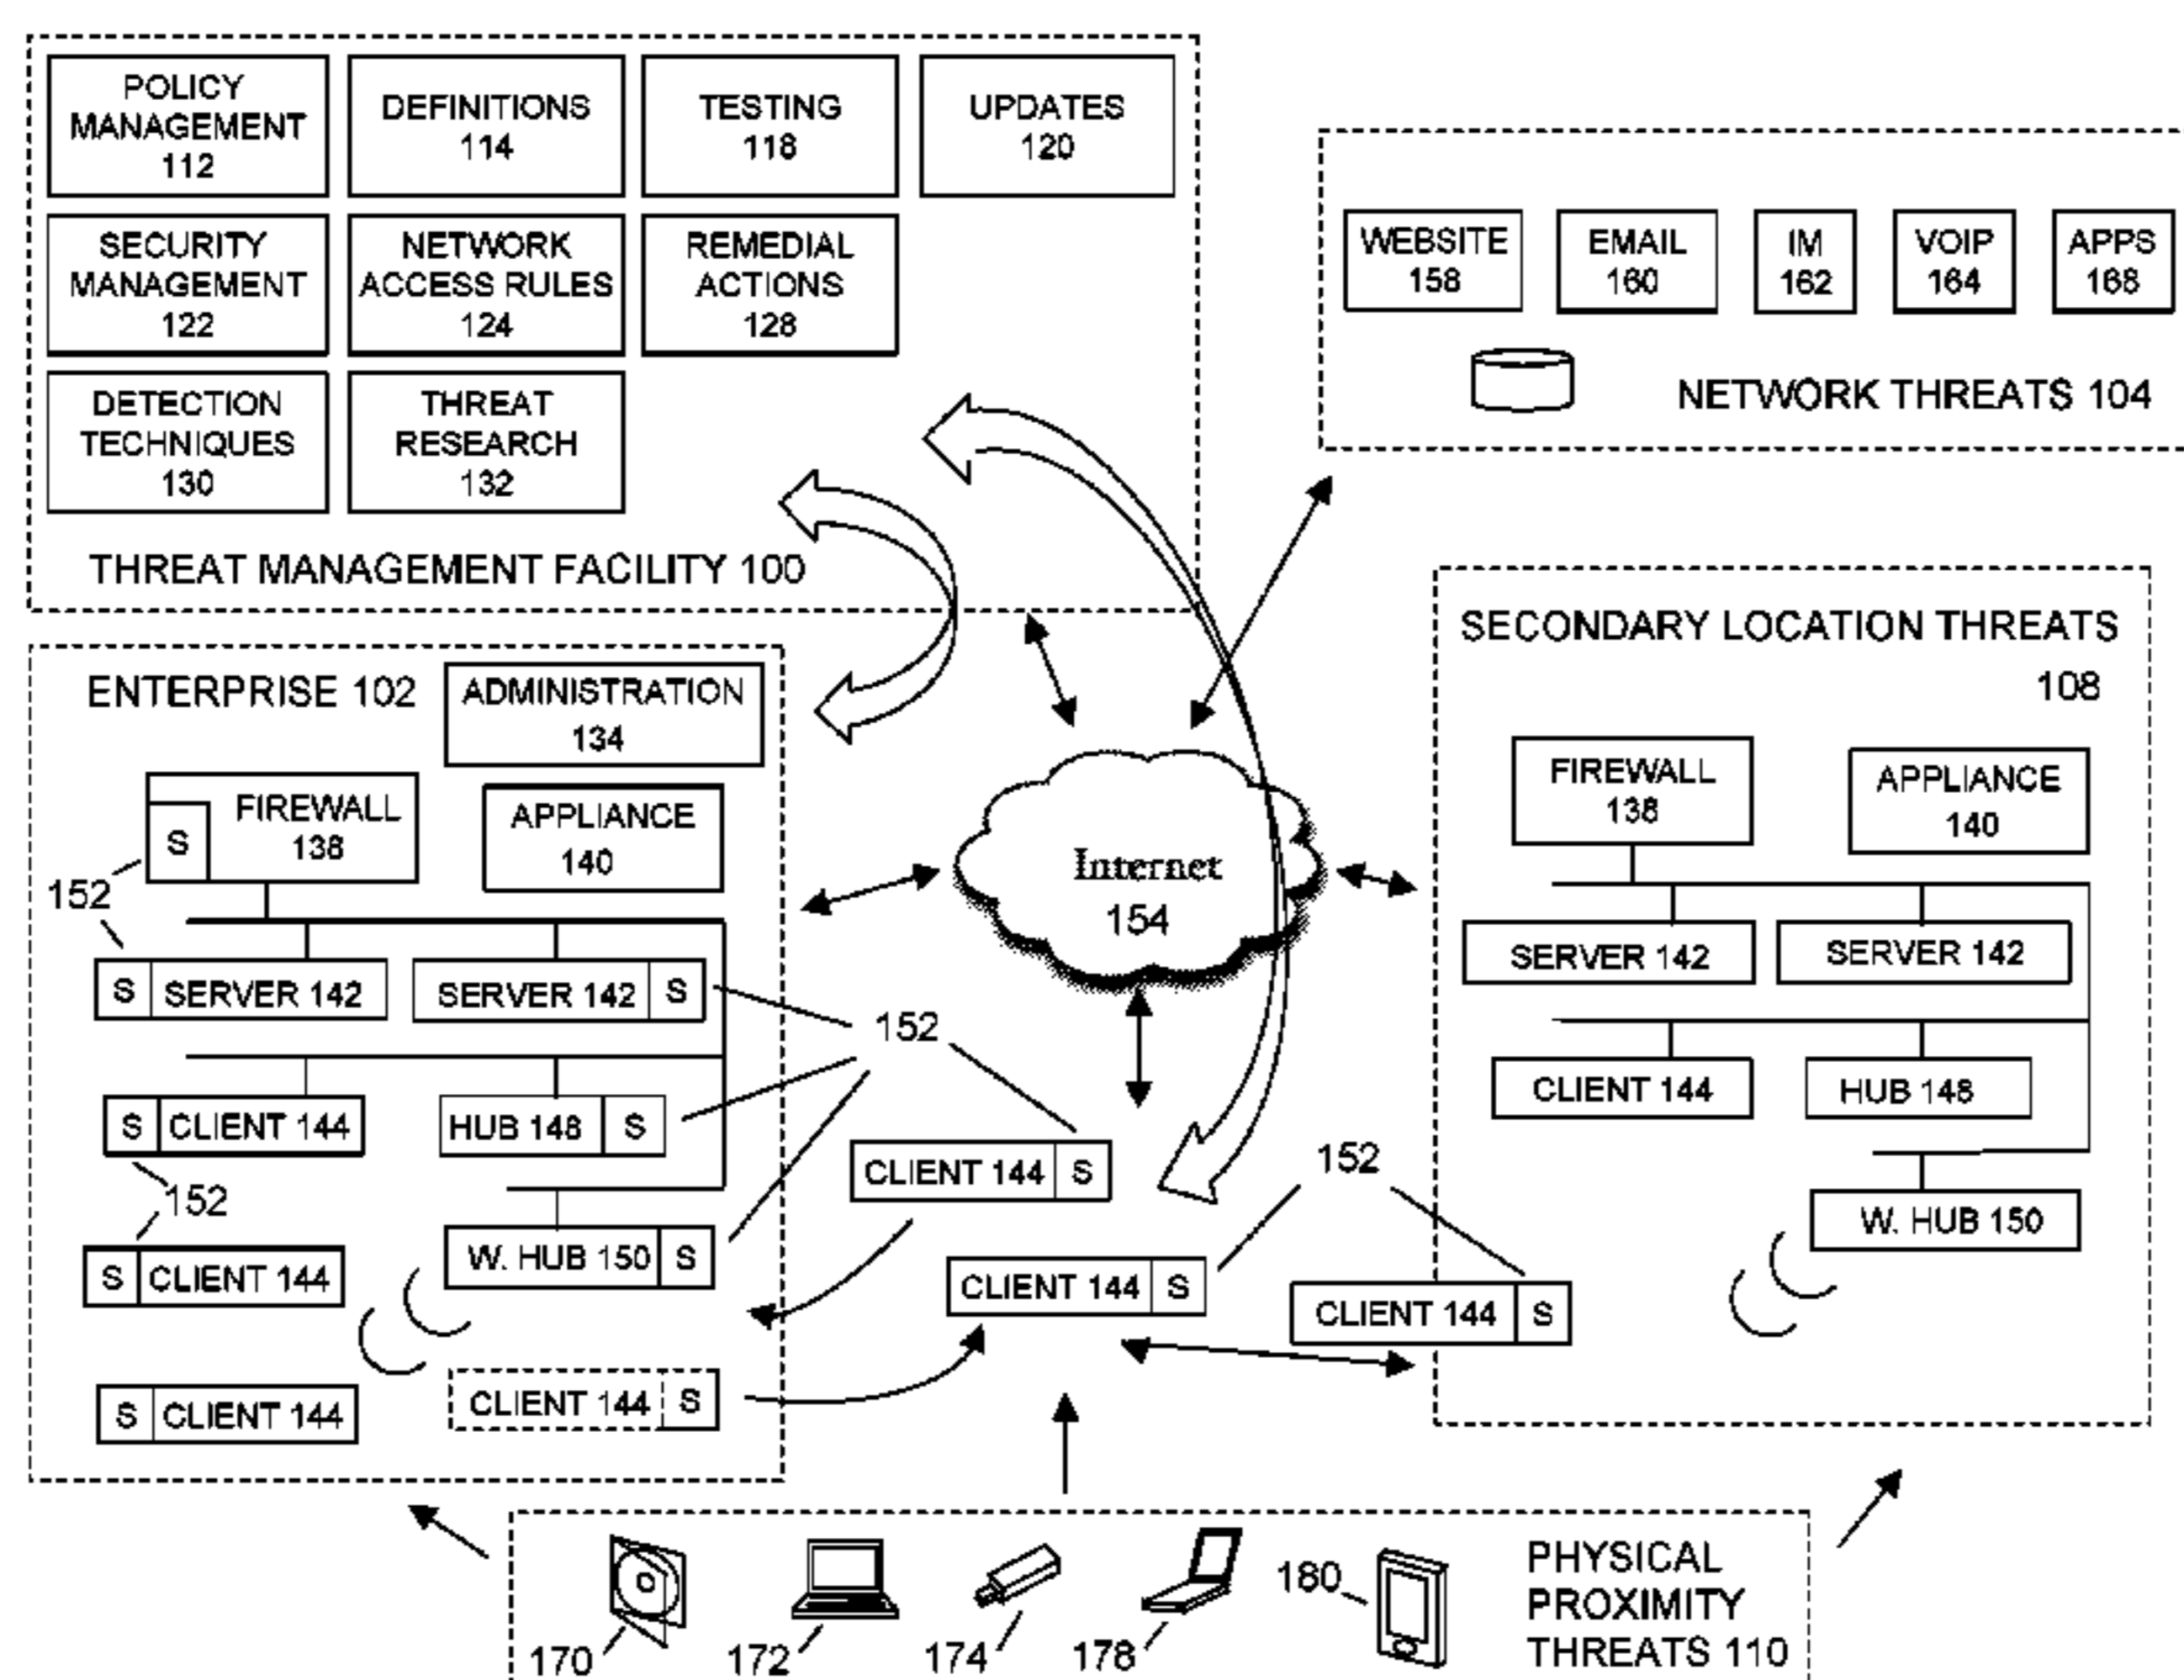 POLICY
MANAGEMENT
112
DEFINITIONS
114
TESTING
118
UPDATES
120
SECURITY
MANAGEMENT
122
NETWORK
ACCESS RULES
124
REMEDIAL
ACTIONS
128
DETECTION
TECHNIQUES
130
THREAT
RESEARCH
132
THREAT MANAGEMENT FACILITY 100
WEBSITE
158
EMAIL
160
IM
162
VOIP
164
APPS
168
NETWORK THREATS 104
ENTERPRISE 102
ADMINISTRATION
134
S
FIREWALL
138
APPLIANCE
140
152
S SERVER 142
SERVER 142 S
152
S CLIENT 144
HUB 148 S
152
S CLIENT 144
W. HUB 150 S
S CLIENT 144
CLIENT 144 S
Internet
154
CLIENT 144 S
152
CLIENT 144 S
CLIENT 144 S
SECONDARY LOCATION THREATS
108
FIREWALL
138
APPLIANCE
140
SERVER 142
SERVER 142
CLIENT 144
HUB 148
W. HUB 150
170
172
174
178
180
PHYSICAL
PROXIMITY
THREATS 110